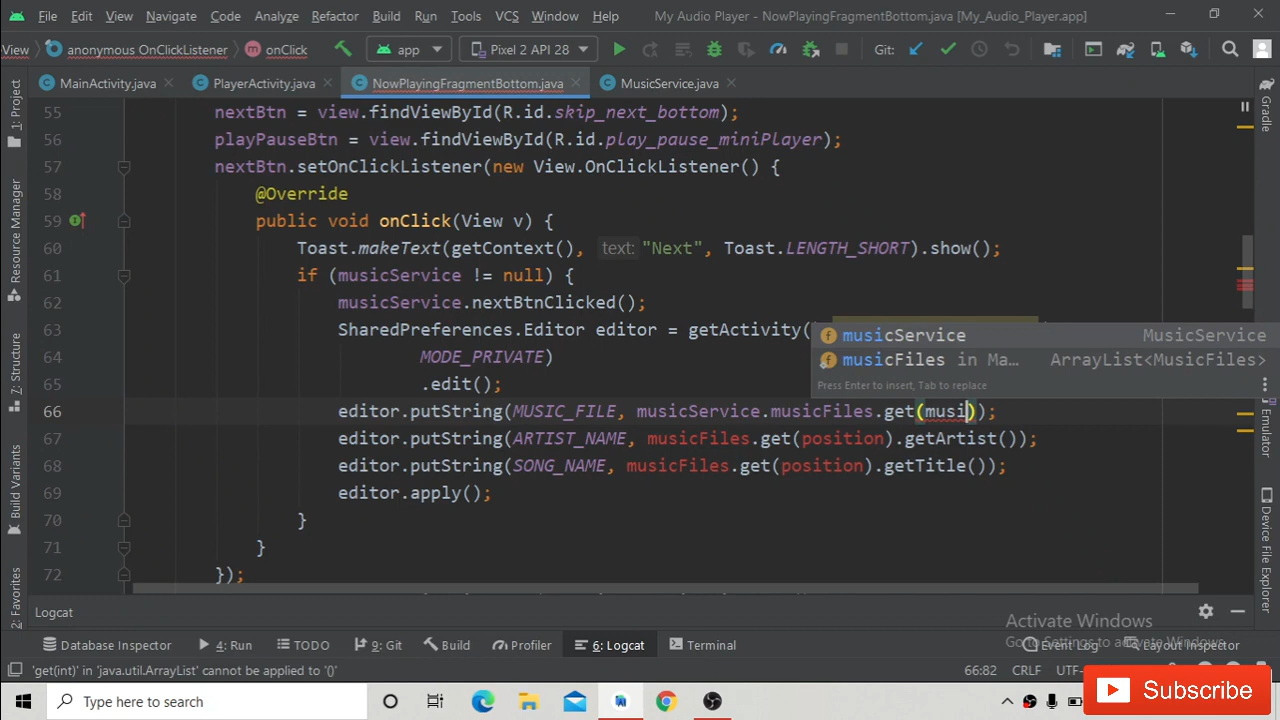 File Edit View Navigate Code Analyze Refactor Build Run Tools VCS Window Help My Audio Player - NowPlayingFragmentBottom.java [My_Audio_Player.app]
View anonymous OnClickListener onClick app Pixel 2 API 28 Git:
MainActivity.java PlayerActivity.java NowPlayingFragmentBottom.java MusicService.java
1: Project
Resource Manager
Z: Structure
Build Variants
2: Favorites
55 nextBtn = view.findViewById(R.id.skip_next_bottom);
56 playPauseBtn = view.findViewById(R.id.play_pause_miniPlayer);
57 nextBtn.setOnClickListener(new View.OnClickListener() {
58 @Override
59 public void onClick(View v) {
60 Toast.makeText(getContext(), text: "Next", Toast.LENGTH_SHORT).show();
61 if (musicService != null) {
62 musicService.nextBtnClicked();
63 SharedPreferences.Editor editor = getActivity(
musicService MusicService
64 MODE_PRIVATE)
musicFiles in Ma... ArrayList<MusicFiles>
65 .edit();
Press Enter to insert, Tab to replace
66 editor.putString(MUSIC_FILE, musicService.musicFiles.get(musi));
67 editor.putString(ARTIST_NAME, musicFiles.get(position).getArtist());
68 editor.putString(SONG_NAME, musicFiles.get(position).getTitle());
69 editor.apply();
70 }
71 }
72 });
Gradle
Emulator
Device File Explorer
Logcat
Activate Windows
Go to Settings to activate Windows.
Database Inspector 4: Run TODO 9: Git Build Profiler 6: Logcat Terminal Event Log Layout Inspector
'get(int)' in 'java.util.ArrayList' cannot be applied to '()' 66:82 CRLF UTF-
Type here to search
Subscribe